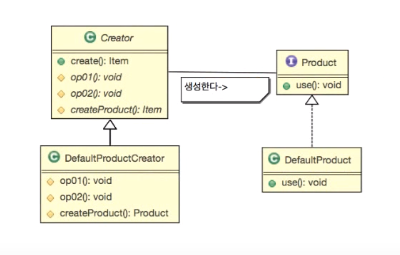 C Creator
create(): Item
op01(): void
op02(): void
createProduct(): Item
생성한다->
I Product
use(): void
C DefaultProductCreator
op01(): void
op02(): void
createProduct(): Product
C DefaultProduct
use(): void